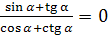 sin α+tg α / cos α+ctg α = 0